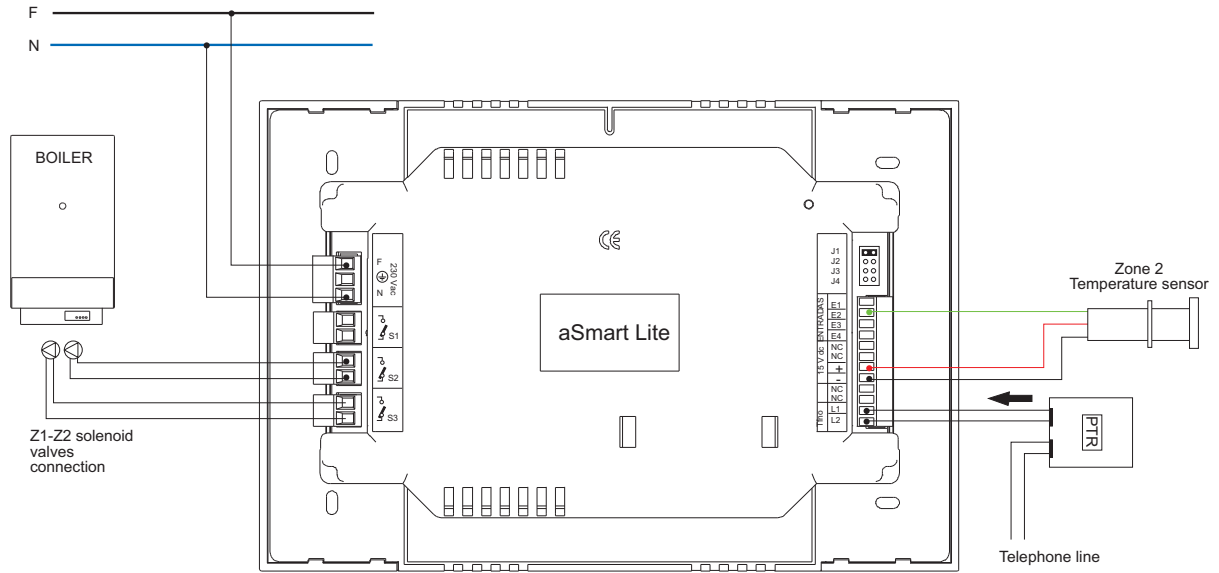 F
N
BOILER
Z1-Z2 solenoid
valves
connection
F
N
230 Vac
S1
S2
S3
CE
aSmart Lite
J1
J2
J3
J4
ENTRADAS
E1
E2
E3
E4
15 V dc
NC
NC
+
-
NC
NC
Tfno
L1
L2
Zone 2
Temperature sensor
PTR
Telephone line